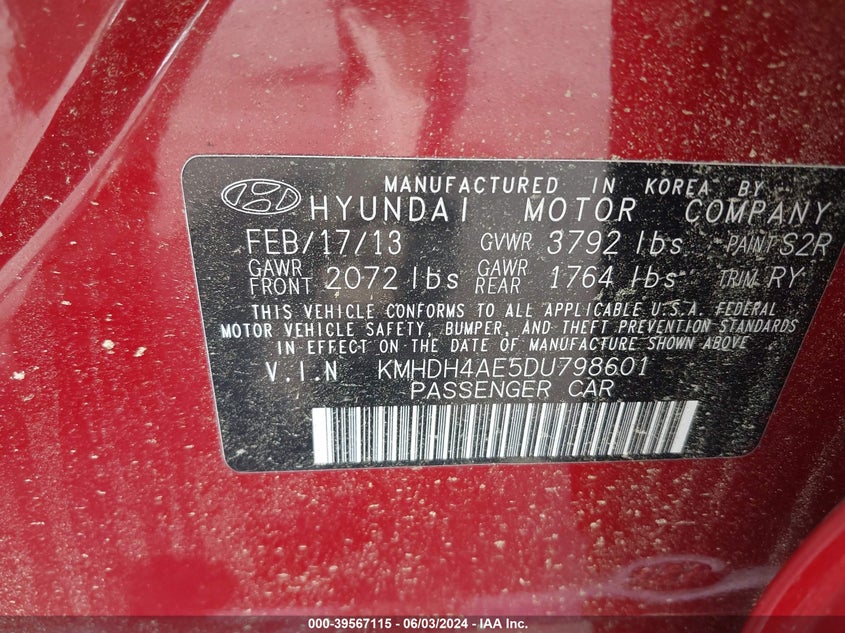 MANUFACTURED IN KOREA BY
HYUNDAI MOTOR COMPANY
FEB/17/13 GVWR 3792 lbs PAINT S2R
GAWR FRONT 2072 lbs GAWR REAR 1764 lbs TRIM RY
THIS VEHICLE CONFORMS TO ALL APPLICABLE U.S.A. FEDERAL
MOTOR VEHICLE SAFETY, BUMPER, AND THEFT PREVENTION STANDARDS
IN EFFECT ON THE DATE OF MANUFACTURE SHOWN ABOVE
V.I.N KMHDH4AE5DU798601
PASSENGER CAR
000-39567115 - 06/03/2024 - IAA Inc.